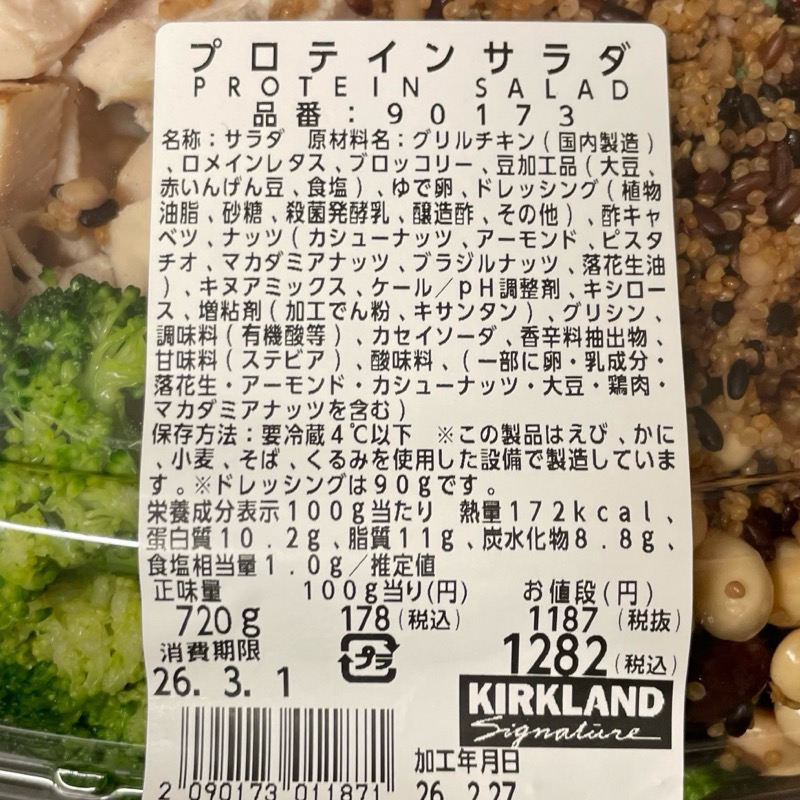 プロテインサラダ
PROTEIN SALAD
品番:90173
名称:サラダ 原材料名:グリルチキン(国内製造)
、ロメインレタス、ブロッコリー、豆加工品(大豆、
赤いんげん豆、食塩)、ゆで卵、ドレッシング(植物
油脂、砂糖、殺菌発酵乳、醸造酢、その他)、酢キャ
ベツ、ナッツ(カシューナッツ、アーモンド、ピスタ
チオ、マカダミアナッツ、ブラジルナッツ、落花生油
)、キヌアミックス、ケール/pH調整剤、キシロー
ス、増粘剤(加工でん粉、キサンタン)、グリシン、
調味料(有機酸等)、カセイソーダ、香辛料抽出物、
甘味料(ステビア)、酸味料、(一部に卵・乳成分・
落花生・アーモンド・カシューナッツ・大豆・鶏肉・
マカダミアナッツを含む)
保存方法:要冷蔵4℃以下 ※この製品はえび、かに
、小麦、そば、くるみを使用した設備で製造していま
す。※ドレッシングは90gです。
栄養成分表示100g当たり 熱量172kcal、
蛋白質10.2g、脂質11g、炭水化物8.8g、
食塩相当量1.0g/推定値
正味量 100g当り(円) お値段(円)
720g 178(税込) 1187(税抜)
消費期限 プラ 1282(税込)
26.3.1
KIRKLAND
Signature
加工年月日
2 090173 011871 26.2.27